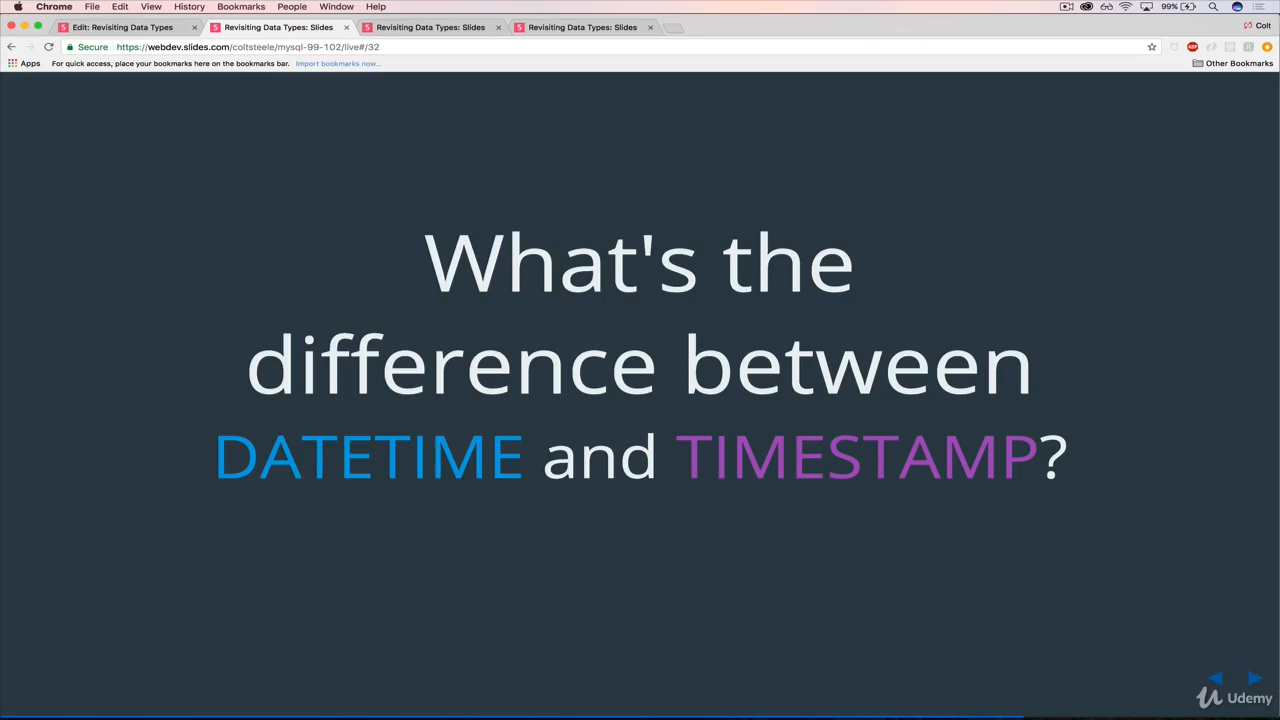 Chrome File Edit View History Bookmarks People Window Help 99%
Edit: Revisiting Data Types Revisiting Data Types: Slides Revisiting Data Types: Slides Revisiting Data Types: Slides Colt
Secure https://webdev.slides.com/coltsteele/mysql-99-102/live#/32 ABP
Apps For quick access, place your bookmarks here on the bookmarks bar. Import bookmarks now... Other Bookmarks
What's the
difference between
DATETIME and TIMESTAMP?
Udemy